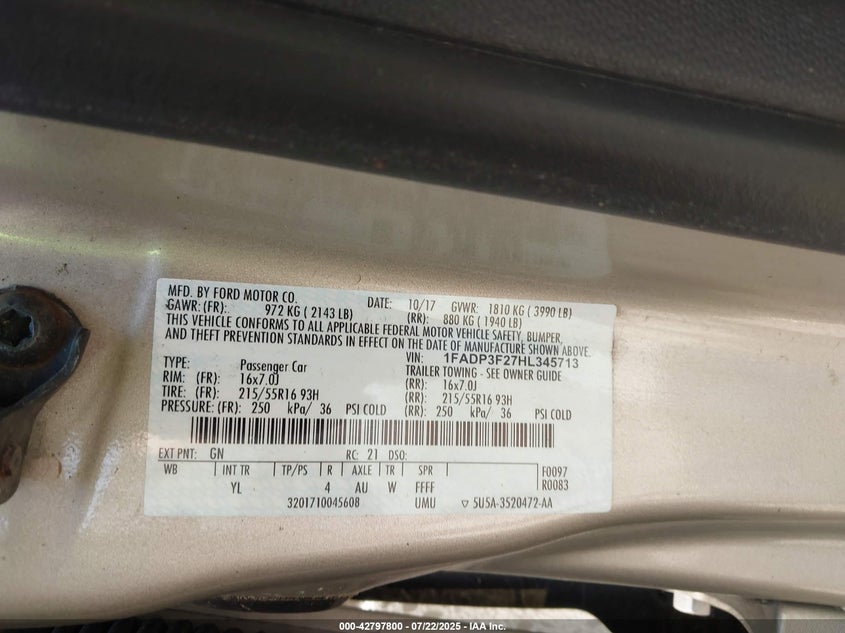 MFD. BY FORD MOTOR CO. DATE: 10/17 GVWR: 1810 KG ( 3990 LB)
GAWR: (FR): 972 KG ( 2143 LB) (RR): 880 KG ( 1940 LB)
THIS VEHICLE CONFORMS TO ALL APPLICABLE FEDERAL MOTOR VEHICLE SAFETY, BUMPER,
AND THEFT PREVENTION STANDARDS IN EFFECT ON THE DATE OF MANUFACTURE SHOWN ABOVE.
VIN: 1FADP3F27HL345713
TYPE: Passenger Car TRAILER TOWING - SEE OWNER GUIDE
RIM: (FR): 16x7.0J (RR): 16x7.0J
TIRE: (FR): 215/55R16 93H (RR): 215/55R16 93H
PRESSURE: (FR): 250 kPa/ 36 PSI COLD (RR): 250 kPa/ 36 PSI COLD
EXT PNT: GN RC: 21 DSO:
WB INT TR TP/PS R AXLE TR SPR F0097
YL 4 AU W FFFF R0083
3201710045608 UMU ▽ 5U5A-3520472-AA
000-42797800 - 07/22/2025 - IAA Inc.